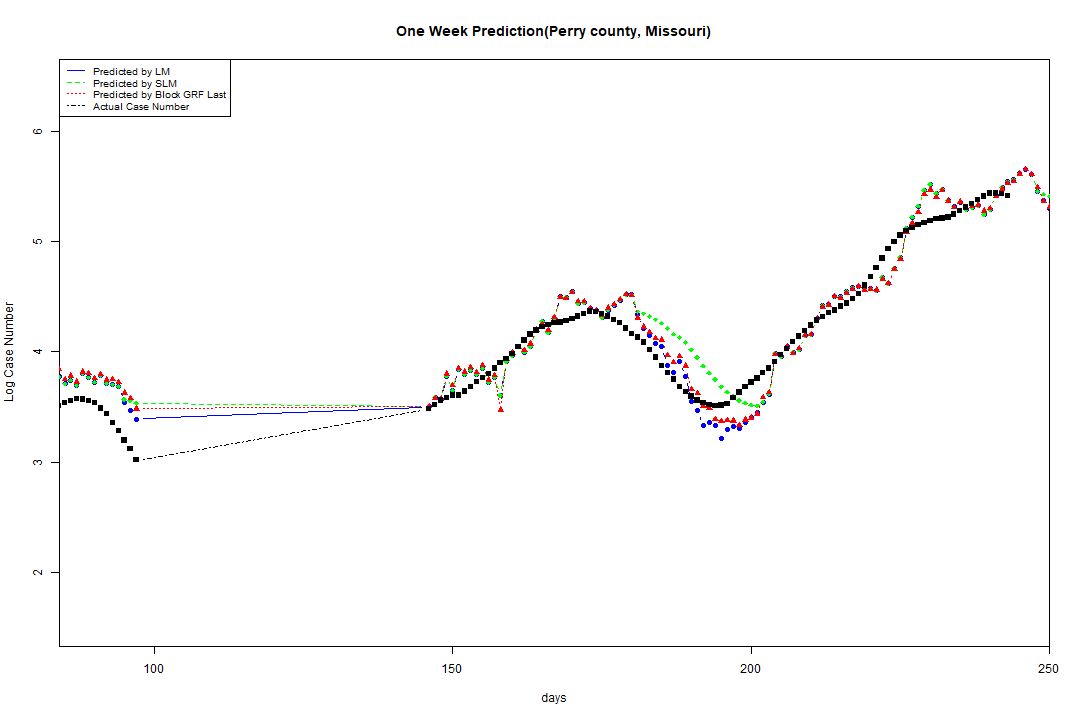 One Week Prediction(Perry county, Missouri)
Predicted by LM
Predicted by SLM
Predicted by Block GRF Last
Actual Case Number
6
5
4
3
2
Log Case Number
100 150 200 250
days